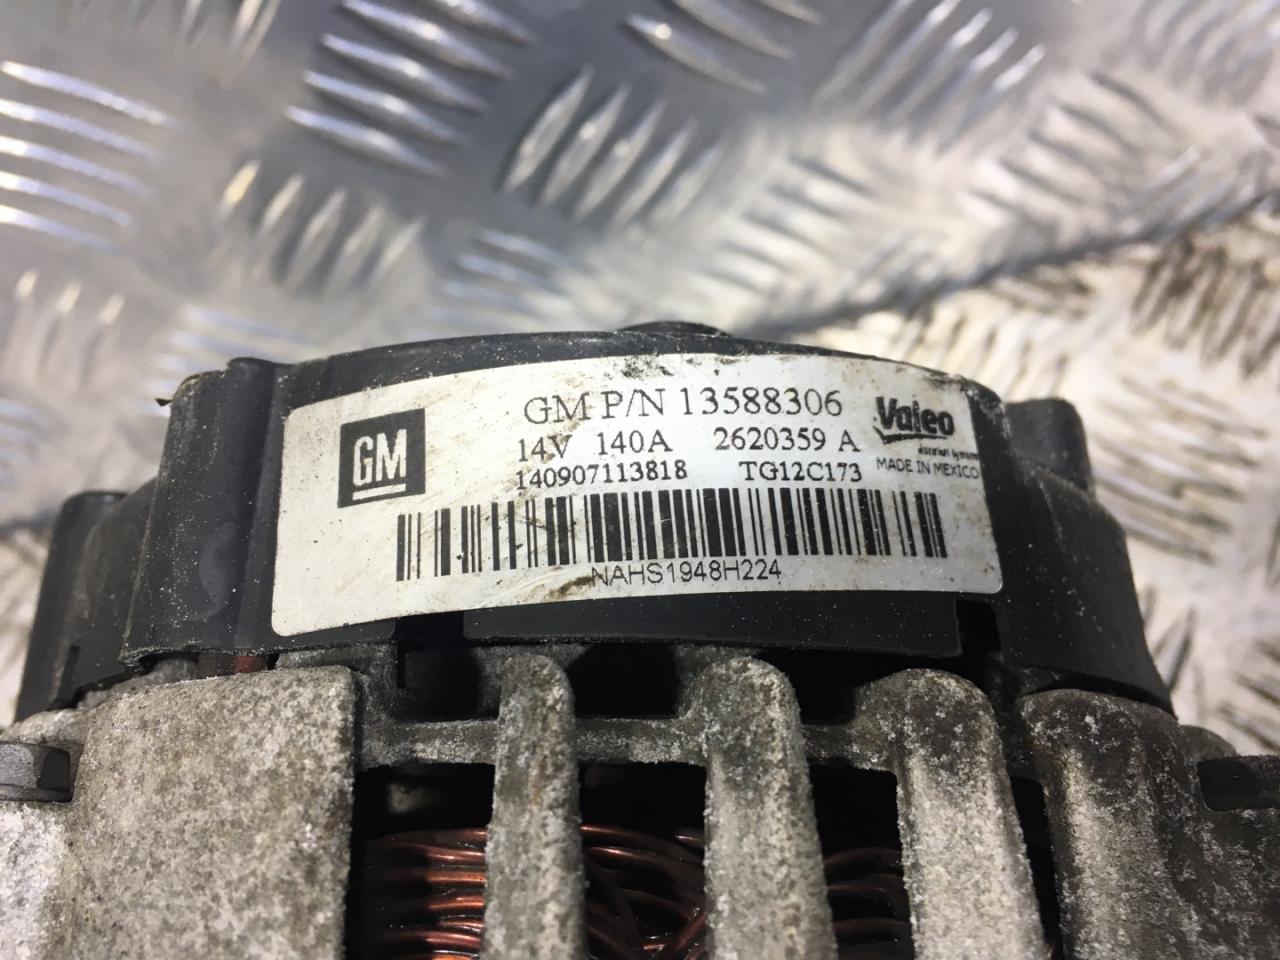 GM
GM P/N 13588306
14V 140A 2620359 A
140907113818 TG12C173
Valeo
MADE IN MEXICO
NAHS1948H224